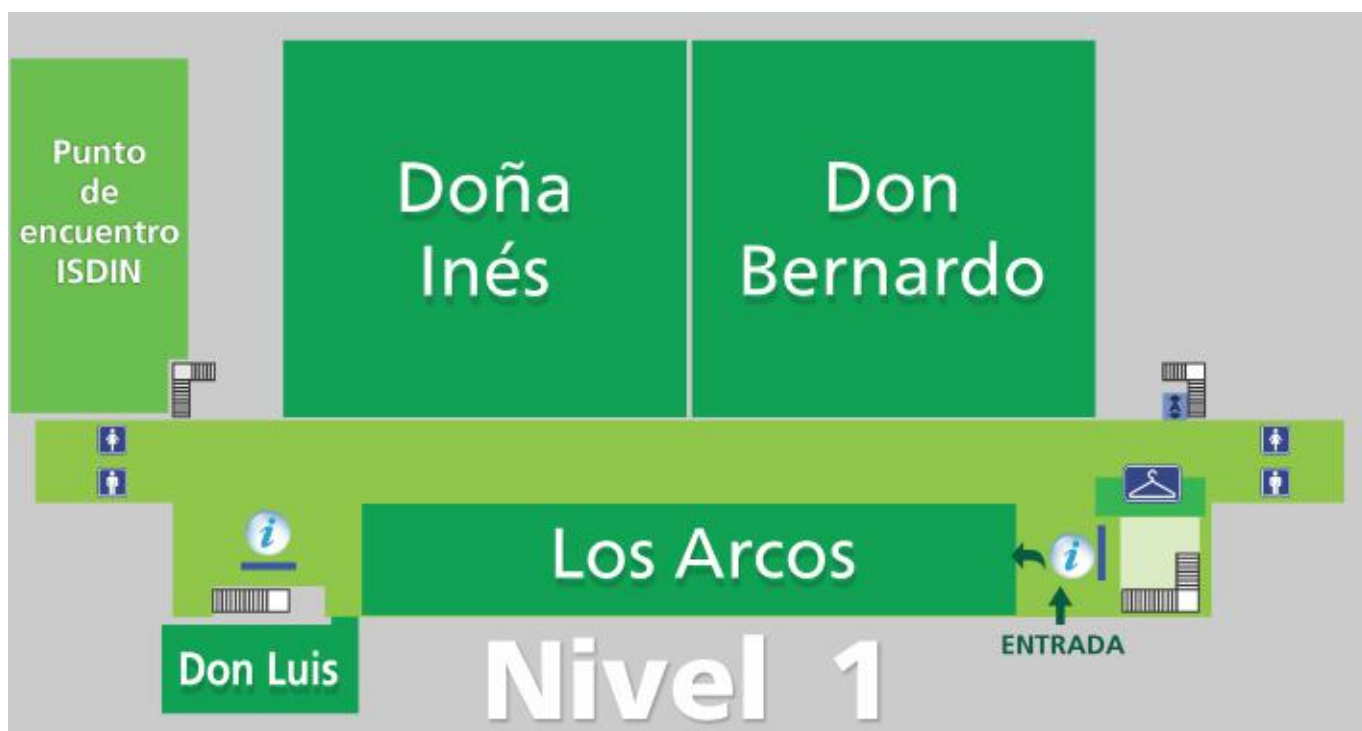 Punto
de
encuentro
ISDIN
Doña
Inés
Don
Bernardo
i
Los Arcos
i
ENTRADA
Don Luis
Nivel 1